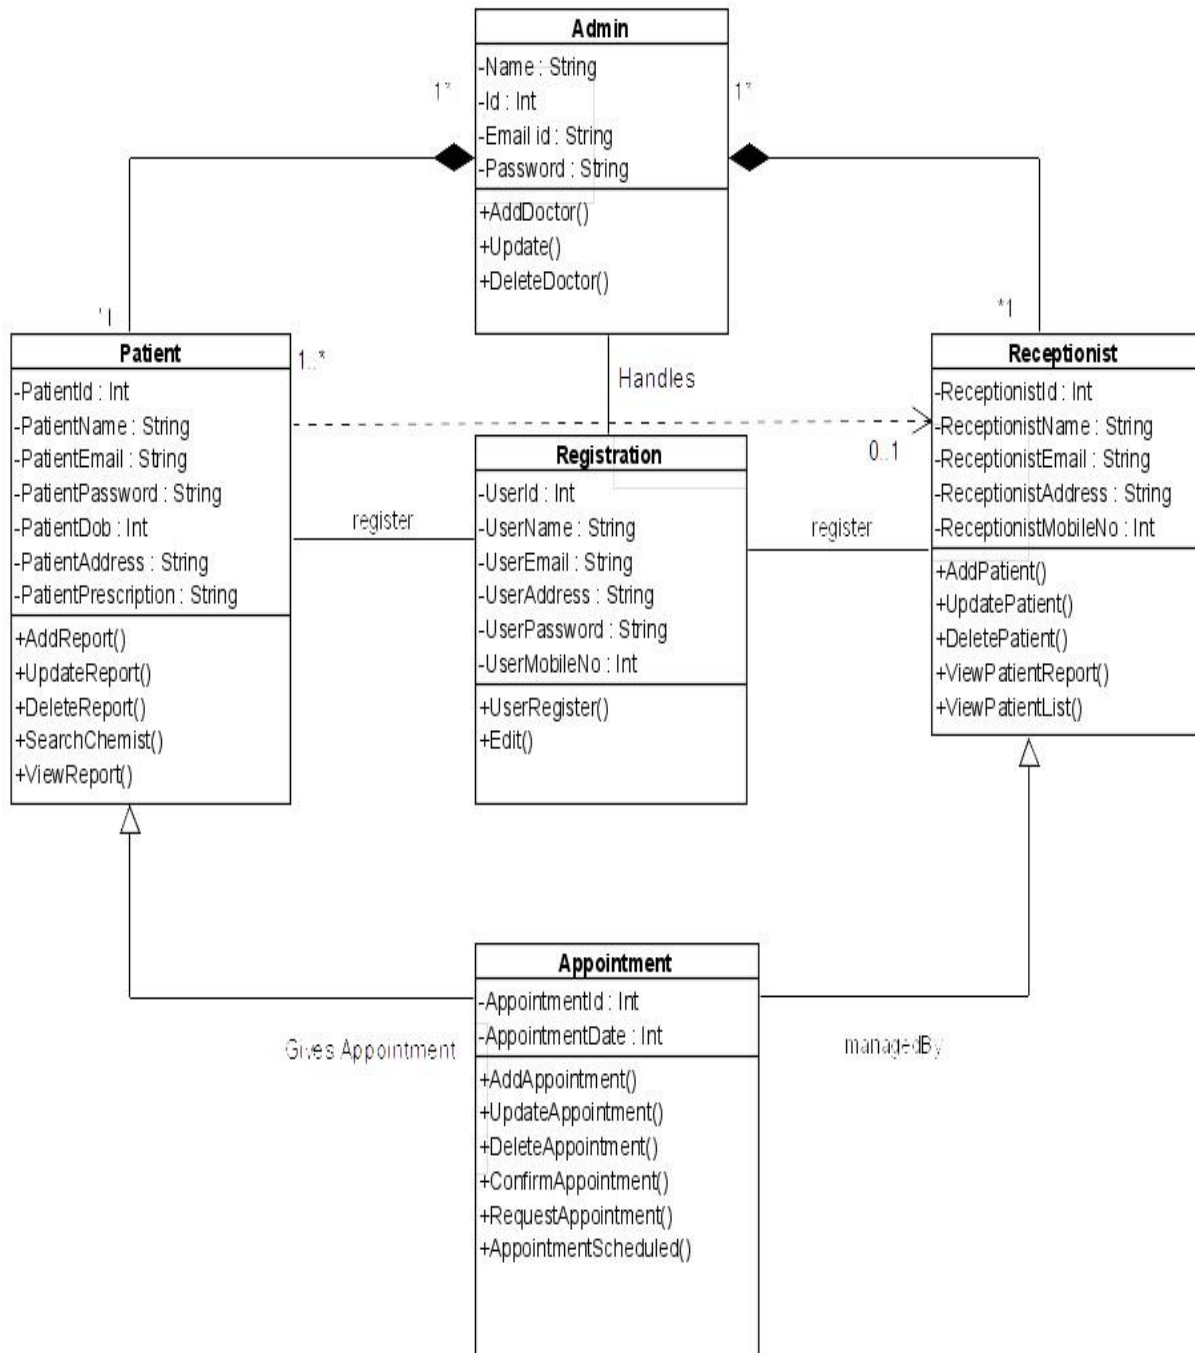 Admin
-Name : String
-Id : Int
-Email id : String
-Password : String
+AddDoctor()
+Update()
+DeleteDoctor()
1*
1*
*1
*1
Patient
-PatientId : Int
-PatientName : String
-PatientEmail : String
-PatientPassword : String
-PatientDob : Int
-PatientAddress : String
-PatientPrescription : String
+AddReport()
+UpdateReport()
+DeleteReport()
+SearchChemist()
+ViewReport()
1..*
Handles
0..1
register
register
Registration
-UserId : Int
-UserName : String
-UserEmail : String
-UserAddress : String
-UserPassword : String
-UserMobileNo : Int
+UserRegister()
+Edit()
Receptionist
-ReceptionistId : Int
-ReceptionistName : String
-ReceptionistEmail : String
-ReceptionistAddress : String
-ReceptionistMobileNo : Int
+AddPatient()
+UpdatePatient()
+DeletePatient()
+ViewPatientReport()
+ViewPatientList()
Gives Appointment
managedBy
Appointment
-AppointmentId : Int
-AppointmentDate : Int
+AddAppointment()
+UpdateAppointment()
+DeleteAppointment()
+ConfirmAppointment()
+RequestAppointment()
+AppointmentScheduled()